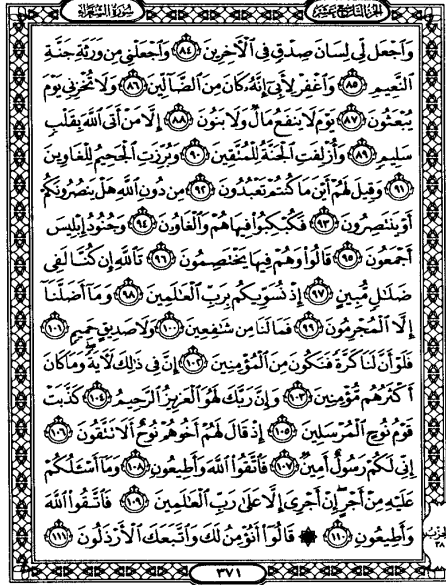 سُورَةُ الشُّعَرَاءِ
الجُزْءُ التَّاسِعَ عَشَرَ
وَاجْعَل لِّي لِسَانَ صِدْقٍ فِي الْآخِرِينَ ٨٤ وَاجْعَلْنِي مِن وَرَثَةِ جَنَّةِ
النَّعِيمِ ٨٥ وَاغْفِرْ لِأَبِي إِنَّهُ كَانَ مِنَ الضَّالِّينَ ٨٦ وَلَا تُخْزِنِي يَوْمَ
يُبْعَثُونَ ٨٧ يَوْمَ لَا يَنفَعُ مَالٌ وَلَا بَنُونَ ٨٨ إِلَّا مَنْ أَتَى اللَّهَ بِقَلْبٍ
سَلِيمٍ ٨٩ وَأُزْلِفَتِ الْجَنَّةُ لِلْمُتَّقِينَ ٩٠ وَبُرِّزَتِ الْجَحِيمُ لِلْغَاوِينَ
٩١ وَقِيلَ لَهُمْ أَيْنَ مَا كُنتُمْ تَعْبُدُونَ ٩٢ مِن دُونِ اللَّهِ هَلْ يَنصُرُونَكُمْ
أَوْ يَنتَصِرُونَ ٩٣ فَكُبْكِبُوا فِيهَا هُمْ وَالْغَاوُونَ ٩٤ وَجُنُودُ إِبْلِيسَ
أَجْمَعُونَ ٩٥ قَالُوا وَهُمْ فِيهَا يَخْتَصِمُونَ ٩٦ تَاللَّهِ إِن كُنَّا لَفِي
ضَلَالٍ مُّبِينٍ ٩٧ إِذْ نُسَوِّيكُم بِرَبِّ الْعَالَمِينَ ٩٨ وَمَا أَضَلَّنَا
إِلَّا الْمُجْرِمُونَ ٩٩ فَمَا لَنَا مِن شَافِعِينَ ١٠٠ وَلَا صَدِيقٍ حَمِيمٍ ١٠١
فَلَوْ أَنَّ لَنَا كَرَّةً فَنَكُونَ مِنَ الْمُؤْمِنِينَ ١٠٢ إِنَّ فِي ذَٰلِكَ لَآيَةً ۖ وَمَا كَانَ
أَكْثَرُهُم مُّؤْمِنِينَ ١٠٣ وَإِنَّ رَبَّكَ لَهُوَ الْعَزِيزُ الرَّحِيمُ ١٠٤ كَذَّبَتْ
قَوْمُ نُوحٍ الْمُرْسَلِينَ ١٠٥ إِذْ قَالَ لَهُمْ أَخُوهُمْ نُوحٌ أَلَا تَتَّقُونَ ١٠٦
إِنِّي لَكُمْ رَسُولٌ أَمِينٌ ١٠٧ فَاتَّقُوا اللَّهَ وَأَطِيعُونِ ١٠٨ وَمَا أَسْأَلُكُمْ
عَلَيْهِ مِنْ أَجْرٍ ۖ إِنْ أَجْرِيَ إِلَّا عَلَىٰ رَبِّ الْعَالَمِينَ ١٠٩ فَاتَّقُوا اللَّهَ
وَأَطِيعُونِ ١١٠ ۞ قَالُوا أَنُؤْمِنُ لَكَ وَاتَّبَعَكَ الْأَرْذَلُونَ ١١١
٣٧١